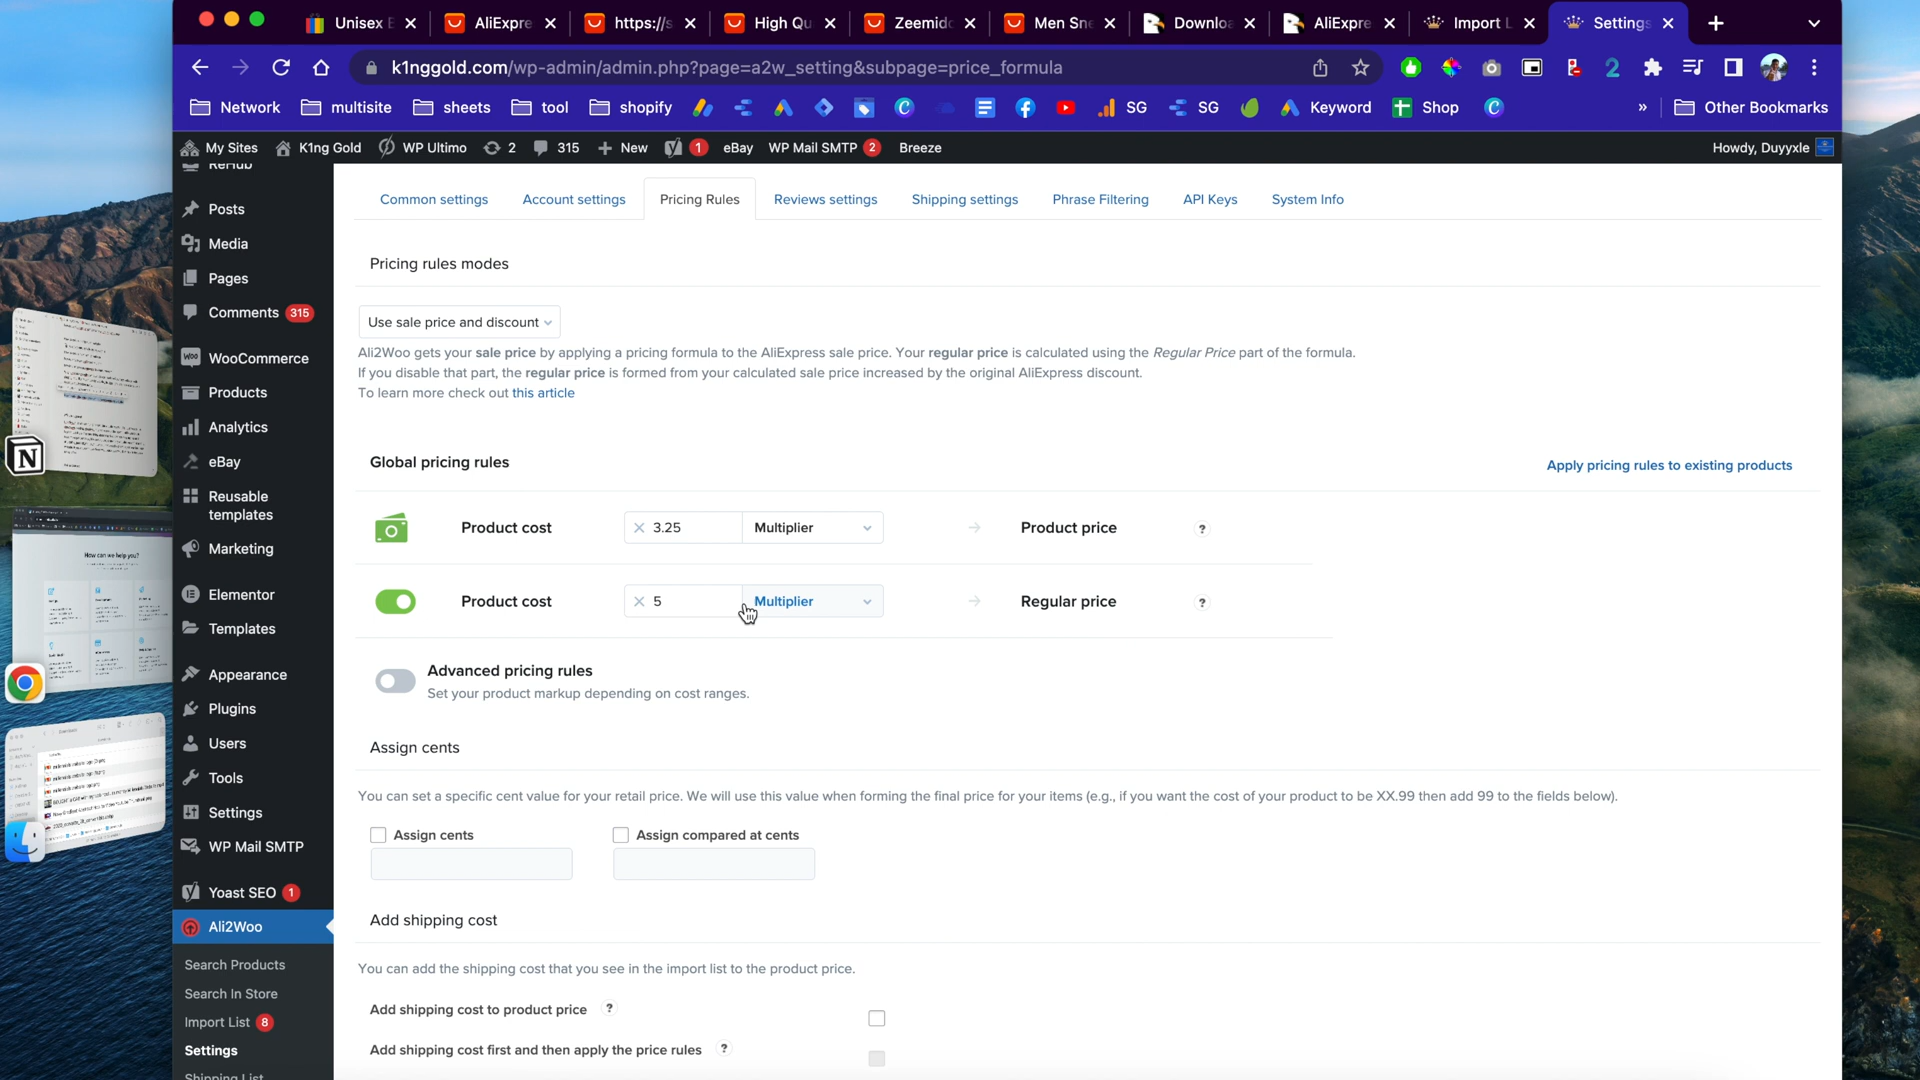 Unisex E
AliExpre
https://s
High Qu
Zeemido
Men Sne
Downloa
AliExpre
Import L
Settings
k1nggold.com/wp-admin/admin.php?page=a2w_setting&subpage=price_formula
Network
multisite
sheets
tool
shopify
SG
SG
Keyword
Shop
»
Other Bookmarks
My Sites
K1ng Gold
WP Ultimo
2
315
New
1
eBay
WP Mail SMTP 2
Breeze
Howdy, Duyyxle
ReHub
Posts
Media
Pages
Comments 315
WooCommerce
Products
Analytics
eBay
Reusable
templates
Marketing
Elementor
Templates
Appearance
Plugins
Users
Tools
Settings
WP Mail SMTP
Yoast SEO 1
Ali2Woo
Search Products
Search In Store
Import List 8
Settings
Shipping List
Common settings
Account settings
Pricing Rules
Reviews settings
Shipping settings
Phrase Filtering
API Keys
System Info
Pricing rules modes
Use sale price and discount
Ali2Woo gets your sale price by applying a pricing formula to the AliExpress sale price. Your regular price is calculated using the Regular Price part of the formula.
If you disable that part, the regular price is formed from your calculated sale price increased by the original AliExpress discount.
To learn more check out this article
Global pricing rules
Apply pricing rules to existing products
Product cost
3.25
Multiplier
Product price
?
Product cost
5
Multiplier
Regular price
?
Advanced pricing rules
Set your product markup depending on cost ranges.
Assign cents
You can set a specific cent value for your retail price. We will use this value when forming the final price for your items (e.g., if you want the cost of your product to be XX.99 then add 99 to the fields below).
Assign cents
Assign compared at cents
Add shipping cost
You can add the shipping cost that you see in the import list to the product price.
Add shipping cost to product price ?
Add shipping cost first and then apply the price rules ?
How can we help you?